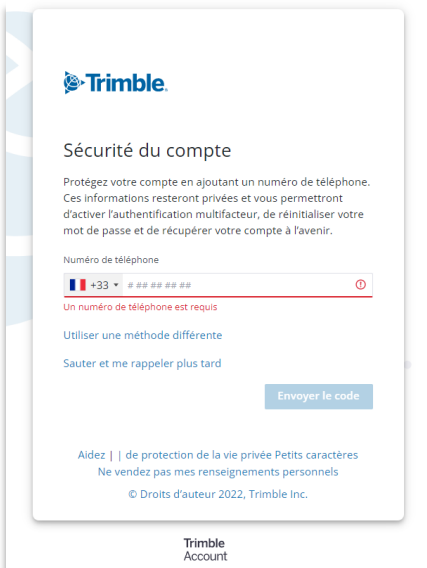 Trimble.
Sécurité du compte
Protégez votre compte en ajoutant un numéro de téléphone.
Ces informations resteront privées et vous permettront
d'activer l'authentification multifacteur, de réinitialiser votre
mot de passe et de récupérer votre compte à l'avenir.
Numéro de téléphone
+33 # ## ## ## ##
Un numéro de téléphone est requis
Utiliser une méthode différente
Sauter et me rappeler plus tard
Envoyer le code
Aidez | | de protection de la vie privée Petits caractères
Ne vendez pas mes renseignements personnels
© Droits d'auteur 2022, Trimble Inc.
Trimble
Account